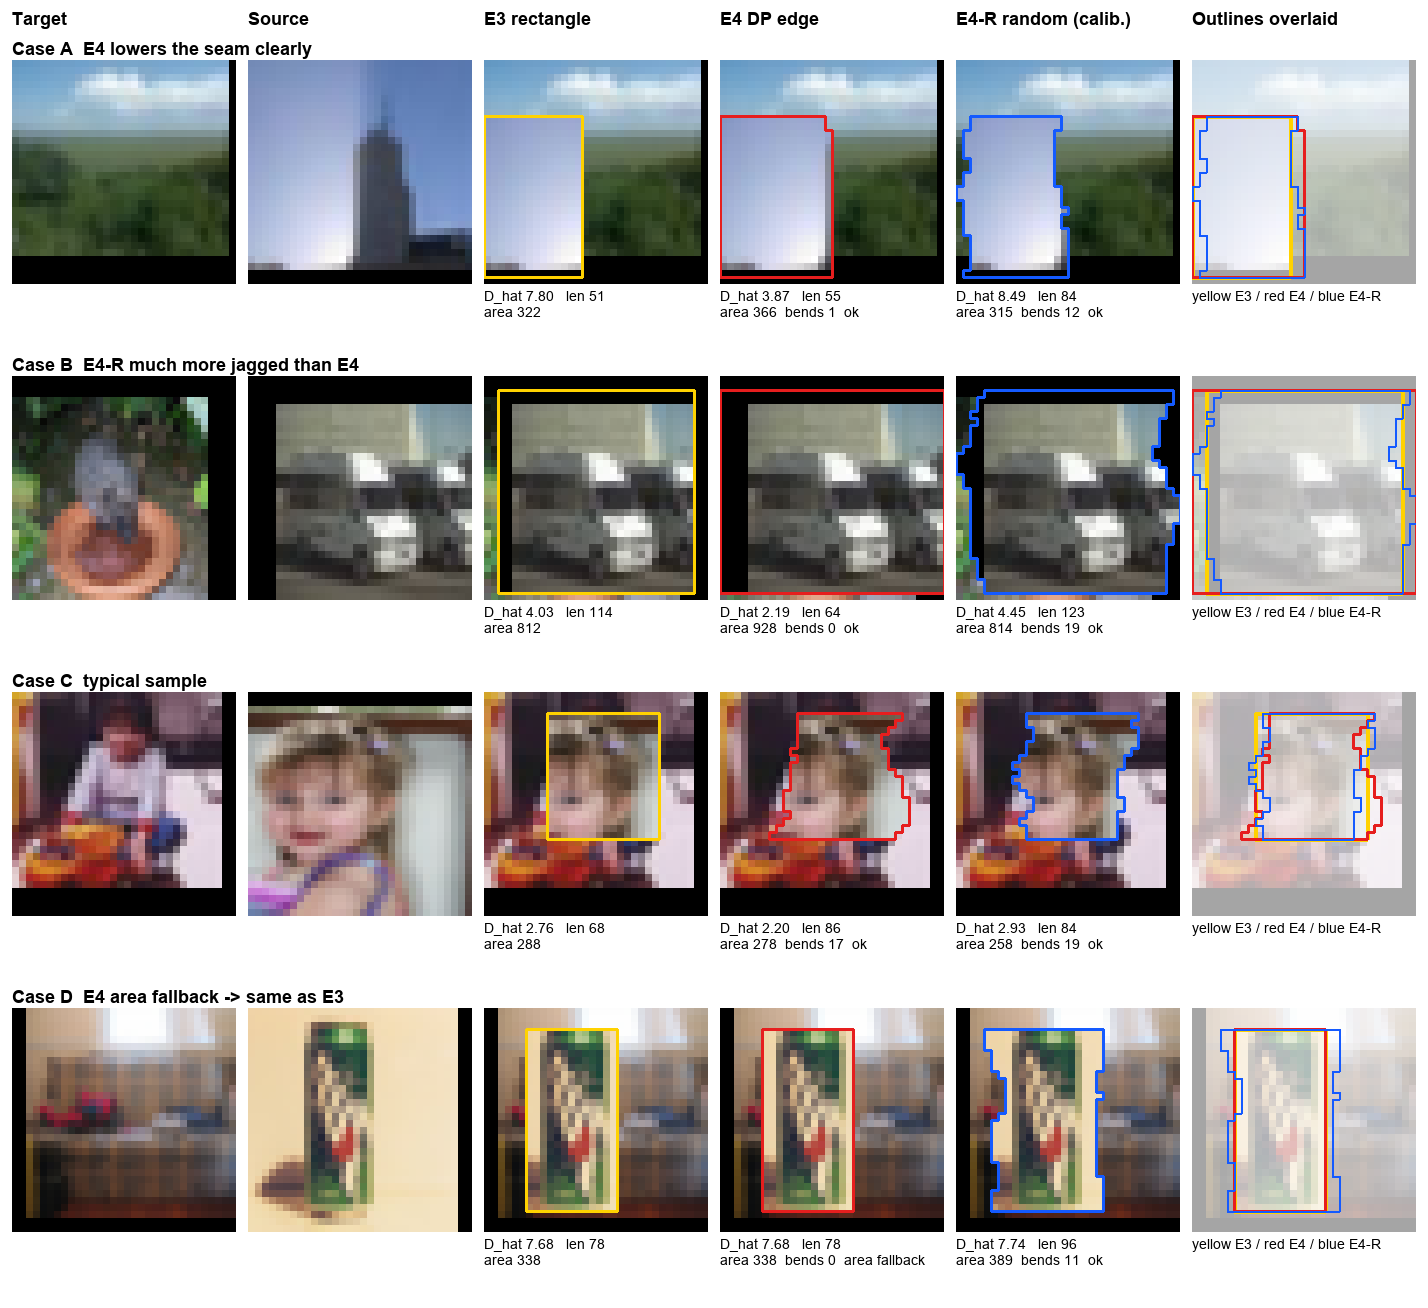 Target Source E3 rectangle E4 DP edge E4-R random (calib.) Outlines overlaid
Case A  E4 lowers the seam clearly
D_hat 7.80   len 51
area 322
D_hat 3.87   len 55
area 366  bends 1  ok
D_hat 8.49   len 84
area 315  bends 12  ok
yellow E3 / red E4 / blue E4-R
Case B  E4-R much more jagged than E4
D_hat 4.03   len 114
area 812
D_hat 2.19   len 64
area 928  bends 0  ok
D_hat 4.45   len 123
area 814  bends 19  ok
yellow E3 / red E4 / blue E4-R
Case C  typical sample
D_hat 2.76   len 68
area 288
D_hat 2.20   len 86
area 278  bends 17  ok
D_hat 2.93   len 84
area 258  bends 19  ok
yellow E3 / red E4 / blue E4-R
Case D  E4 area fallback -> same as E3
D_hat 7.68   len 78
area 338
D_hat 7.68   len 78
area 338  bends 0  area fallback
D_hat 7.74   len 96
area 389  bends 11  ok
yellow E3 / red E4 / blue E4-R